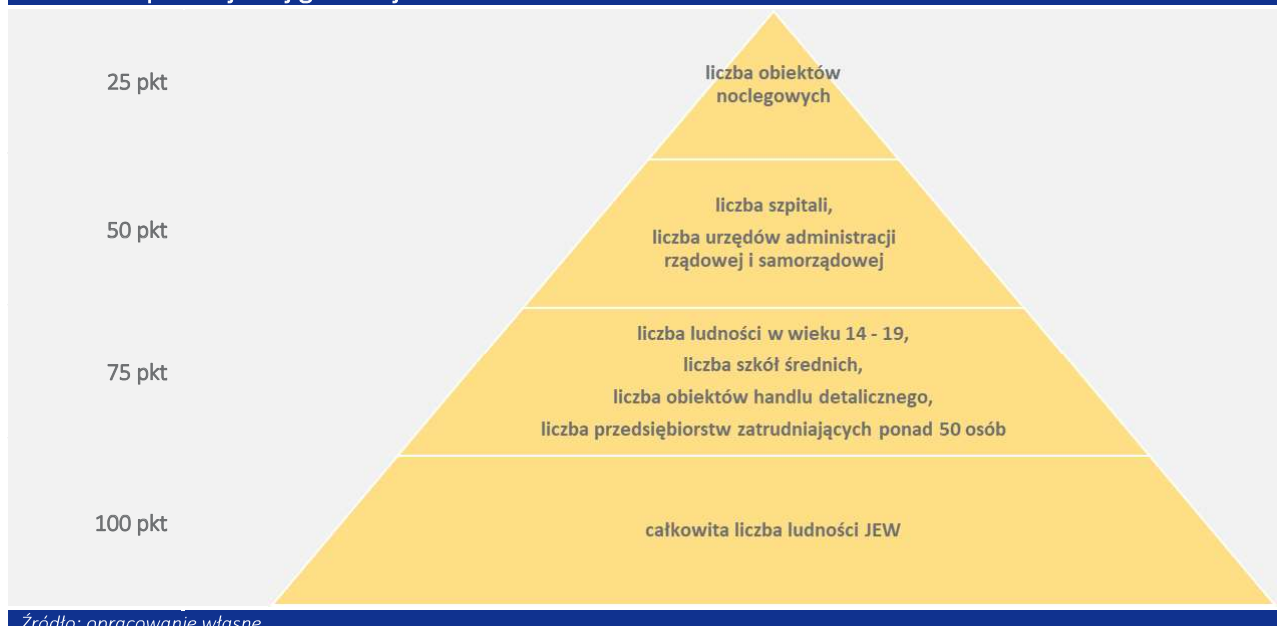 25 pkt
liczba obiektów
noclegowych
50 pkt
liczba szpitali,
liczba urzędów administracji
rządowej i samorządowej
75 pkt
liczba ludności w wieku 14 - 19,
liczba szkół średnich,
liczba obiektów handlu detalicznego,
liczba przedsiębiorstw zatrudniających ponad 50 osób
100 pkt
całkowita liczba ludności JEW
Źródło: opracowanie własne